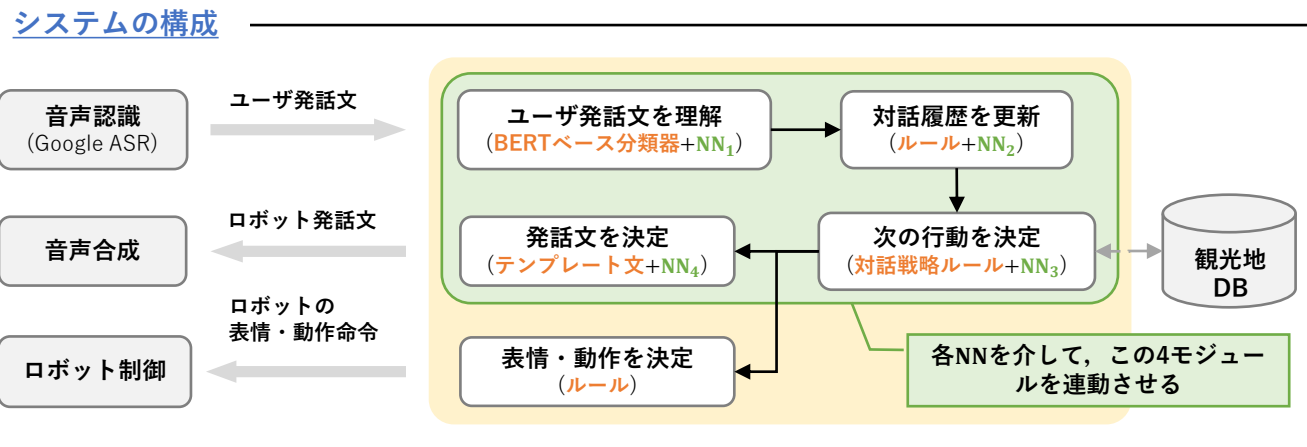 システムの構成
音声認識
(Google ASR)
ユーザ発話文
ユーザ発話文を理解
(BERTベース分類器+NN₁)
対話履歴を更新
(ルール+NN₂)
音声合成
ロボット発話文
発話文を決定
(テンプレート文+NN₄)
次の行動を決定
(対話戦略ルール+NN₃)
観光地
DB
ロボット制御
ロボットの
表情・動作命令
表情・動作を決定
(ルール)
各NNを介して，この4モジュー
ルを連動させる